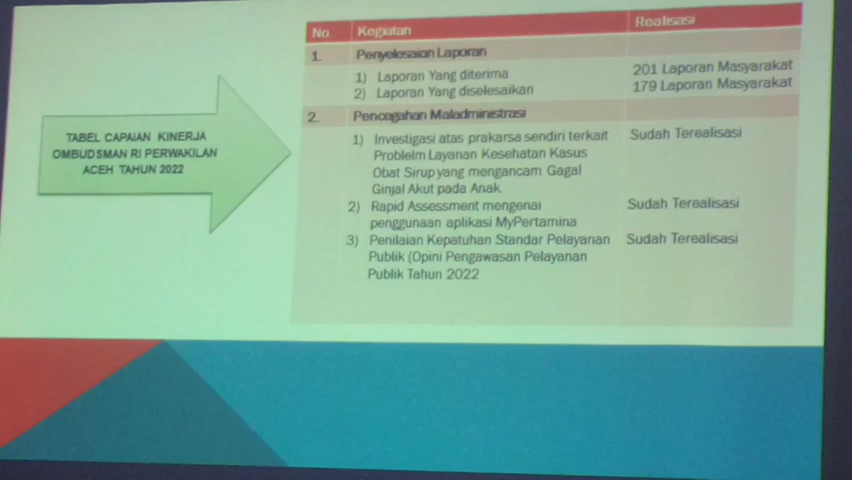 TABEL CAPAIAN KINERJA
OMBUDSMAN RI PERWAKILAN
ACEH TAHUN 2022
No. Kegiatan Realisasi
1. Penyelesaian Laporan
1) Laporan Yang diterima 201 Laporan Masyarakat
2) Laporan Yang diselesaikan 179 Laporan Masyarakat
2. Pencegahan Maladministrasi
1) Investigasi atas prakarsa sendiri terkait Sudah Terealisasi
Problelm Layanan Kesehatan Kasus
Obat Sirup yang mengancam Gagal
Ginjal Akut pada Anak.
2) Rapid Assessment mengenai Sudah Terealisasi
penggunaan aplikasi MyPertamina
3) Penilaian Kepatuhan Standar Pelayanan Sudah Terealisasi
Publik (Opini Pengawasan Pelayanan
Publik Tahun 2022